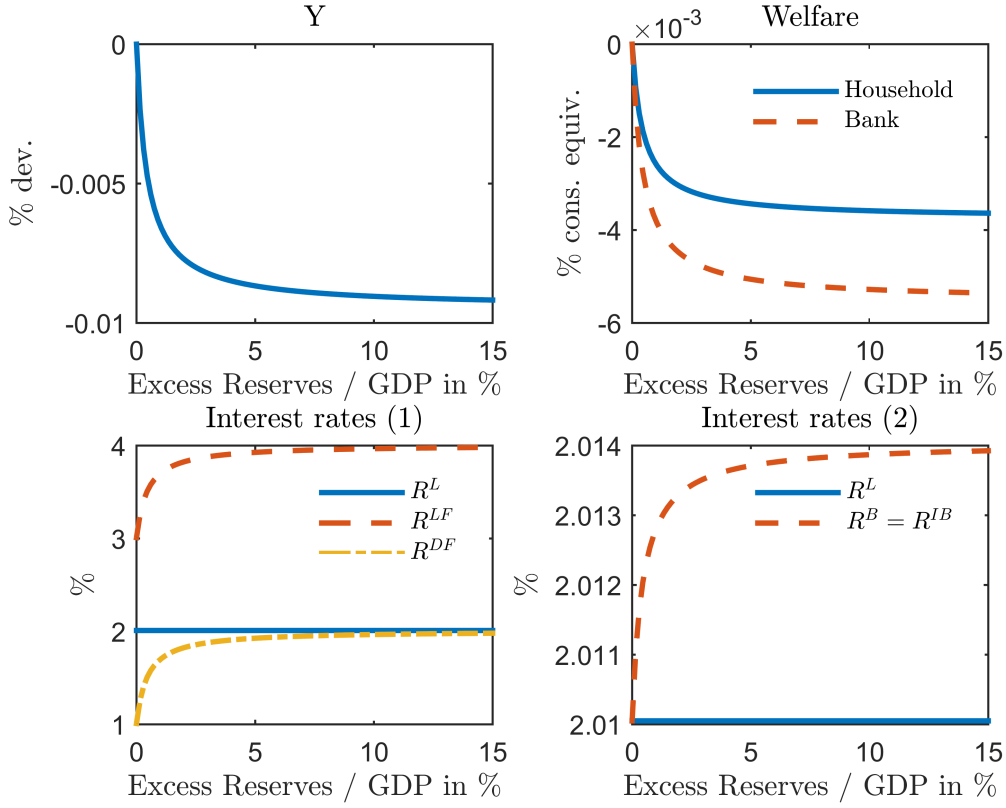 Y
% dev.
0
-0.005
-0.01
0
5
10
15
Excess Reserves / GDP in %
Welfare
×10⁻³
% cons. equiv.
0
-2
-4
-6
Household
Bank
0
5
10
15
Excess Reserves / GDP in %
Interest rates (1)
%
4
3
2
1
R^L
R^{LF}
R^{DF}
0
5
10
15
Excess Reserves / GDP in %
Interest rates (2)
%
2.014
2.013
2.012
2.011
2.01
R^L
R^B = R^{IB}
0
5
10
15
Excess Reserves / GDP in %